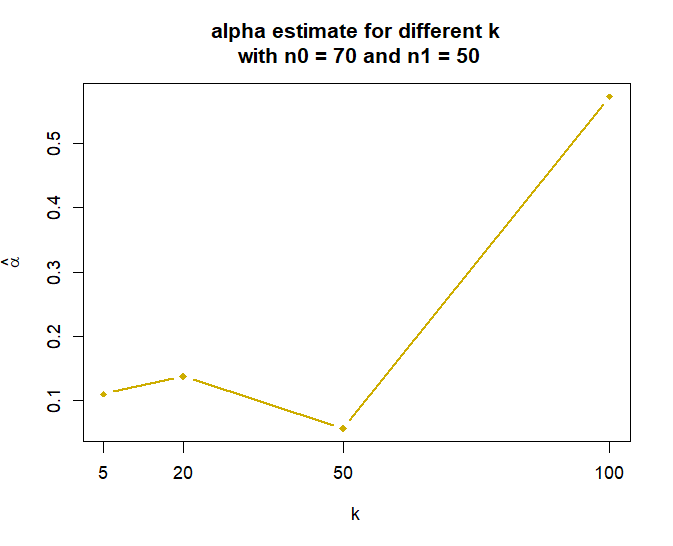 alpha estimate for different k
with n0 = 70 and n1 = 50
0.5
0.4
0.3
0.2
0.1
α̂
5 20 50 100
k